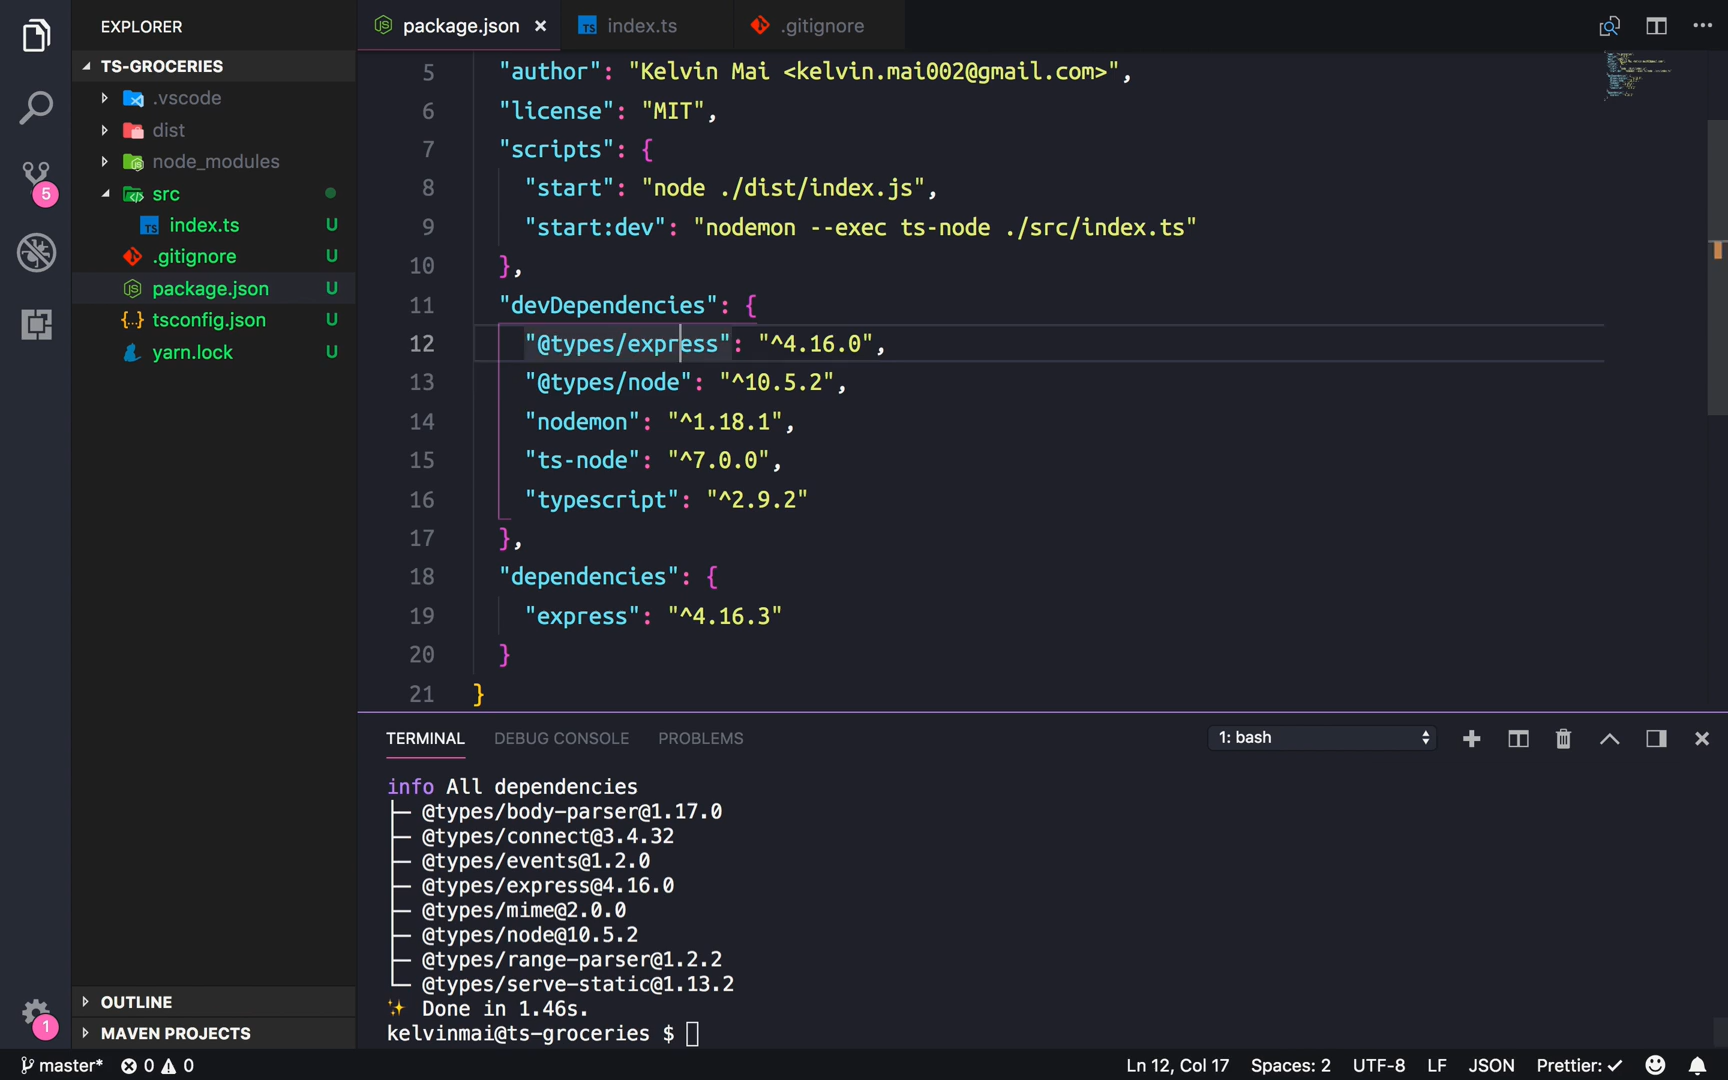 EXPLORER
TS-GROCERIES
.vscode
dist
node_modules
src
TS index.ts U
.gitignore U
package.json U
{..} tsconfig.json U
yarn.lock U
5
1
OUTLINE
MAVEN PROJECTS
package.json ×
TS index.ts
.gitignore
5 "author": "Kelvin Mai <kelvin.mai002@gmail.com>",
6 "license": "MIT",
7 "scripts": {
8 "start": "node ./dist/index.js",
9 "start:dev": "nodemon --exec ts-node ./src/index.ts"
10 },
11 "devDependencies": {
12 "@types/express": "^4.16.0",
13 "@types/node": "^10.5.2",
14 "nodemon": "^1.18.1",
15 "ts-node": "^7.0.0",
16 "typescript": "^2.9.2"
17 },
18 "dependencies": {
19 "express": "^4.16.3"
20 }
21 }
TERMINAL DEBUG CONSOLE PROBLEMS 1: bash
info All dependencies
├─ @types/body-parser@1.17.0
├─ @types/connect@3.4.32
├─ @types/events@1.2.0
├─ @types/express@4.16.0
├─ @types/mime@2.0.0
├─ @types/node@10.5.2
├─ @types/range-parser@1.2.2
└─ @types/serve-static@1.13.2
✨ Done in 1.46s.
kelvinmai@ts-groceries $
master* 0 0 Ln 12, Col 17 Spaces: 2 UTF-8 LF JSON Prettier: ✓